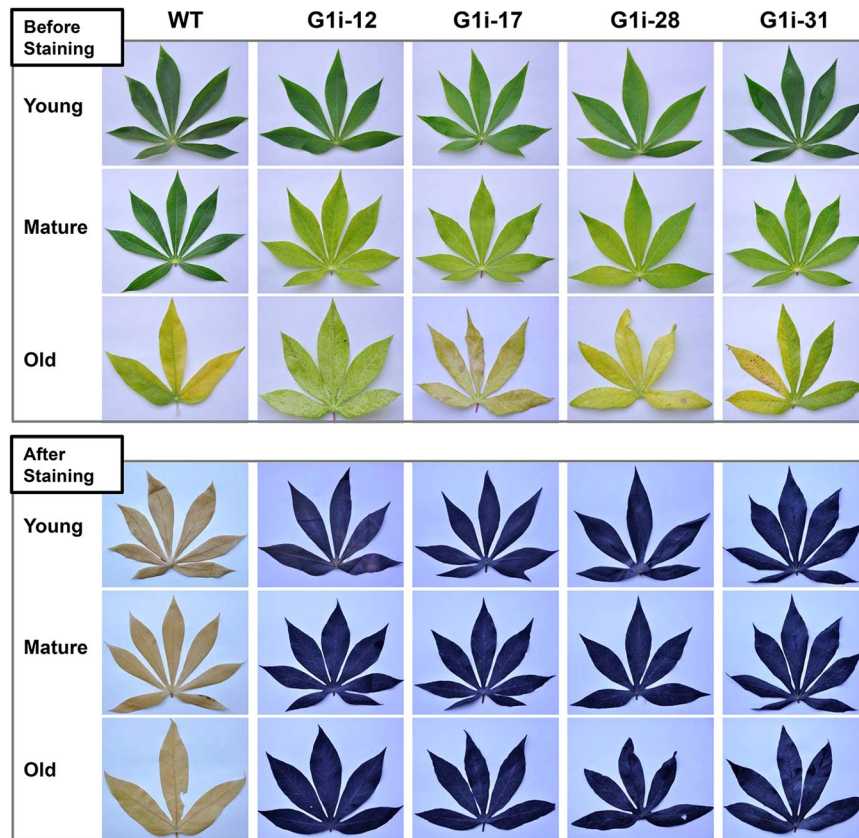 Before
Staining
WT
G1i-12
G1i-17
G1i-28
G1i-31
Young
Mature
Old
After
Staining
Young
Mature
Old